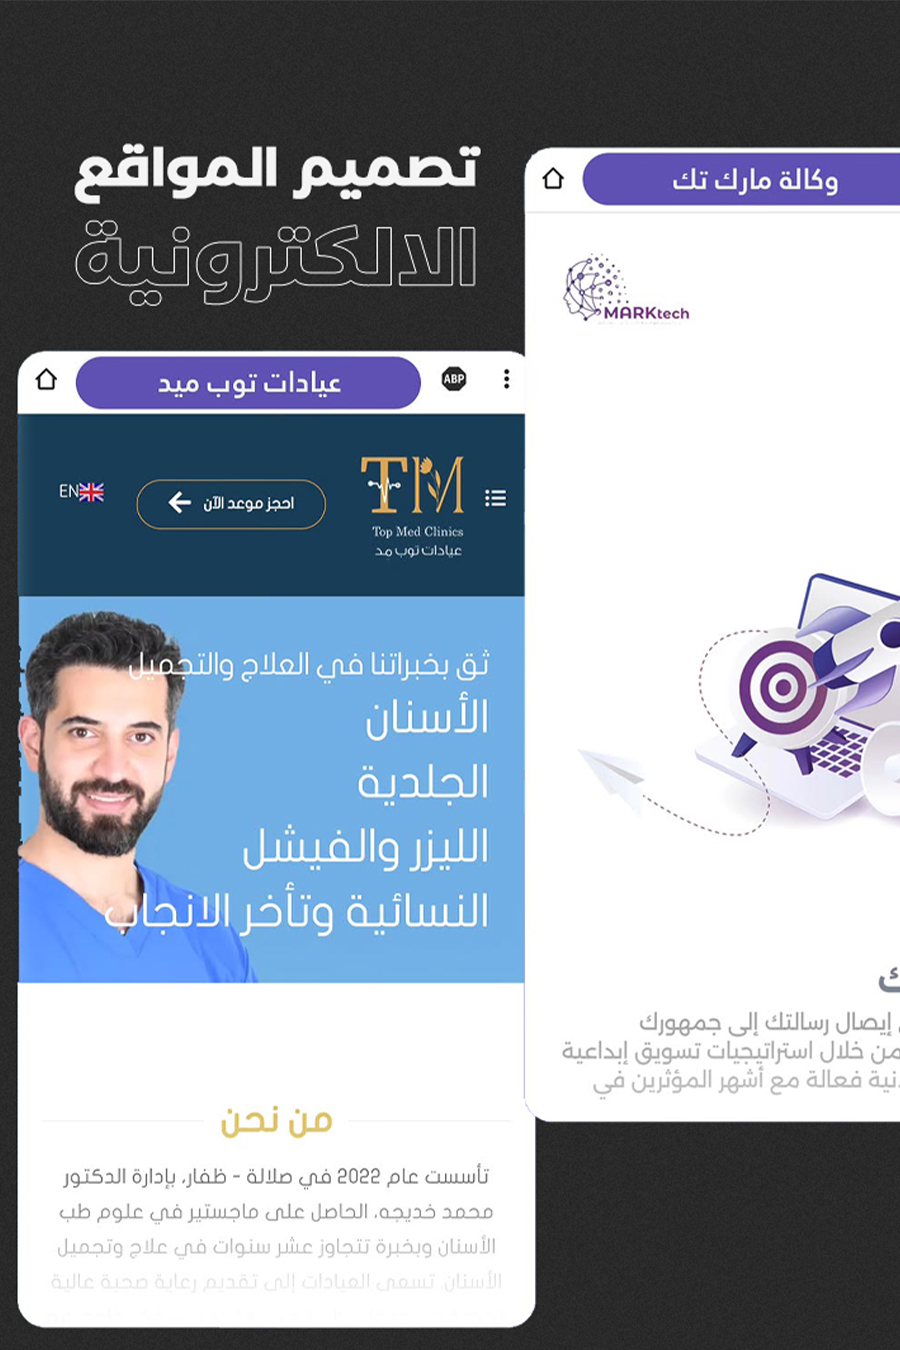 تصميم المواقع
الالكترونية
وكالة مارك تك
MARKtech
ك
إيصال رسالتك إلى جمهورك
من خلال استراتيجيات تسويق إبداعية
فعالة مع أشهر المؤثرين في
عيادات توب ميد
ABP
EN
احجز موعد الآن
TM
Top Med Clinics
عيادات توب مد
ثق بخبراتنا في العلاج والتجميل
الأسنان
الجلدية
الليزر والفيشل
النسائية وتأخر الانجاب
من نحن
تأسست عام 2022 في صلالة - ظفار، بإدارة الدكتور
محمد خديجه، الحاصل على ماجستير في علوم طب
الأسنان وبخبرة تتجاوز عشر سنوات في علاج وتجميل
الأسنان. تسعى العيادات إلى تقديم رعاية صحية عالية